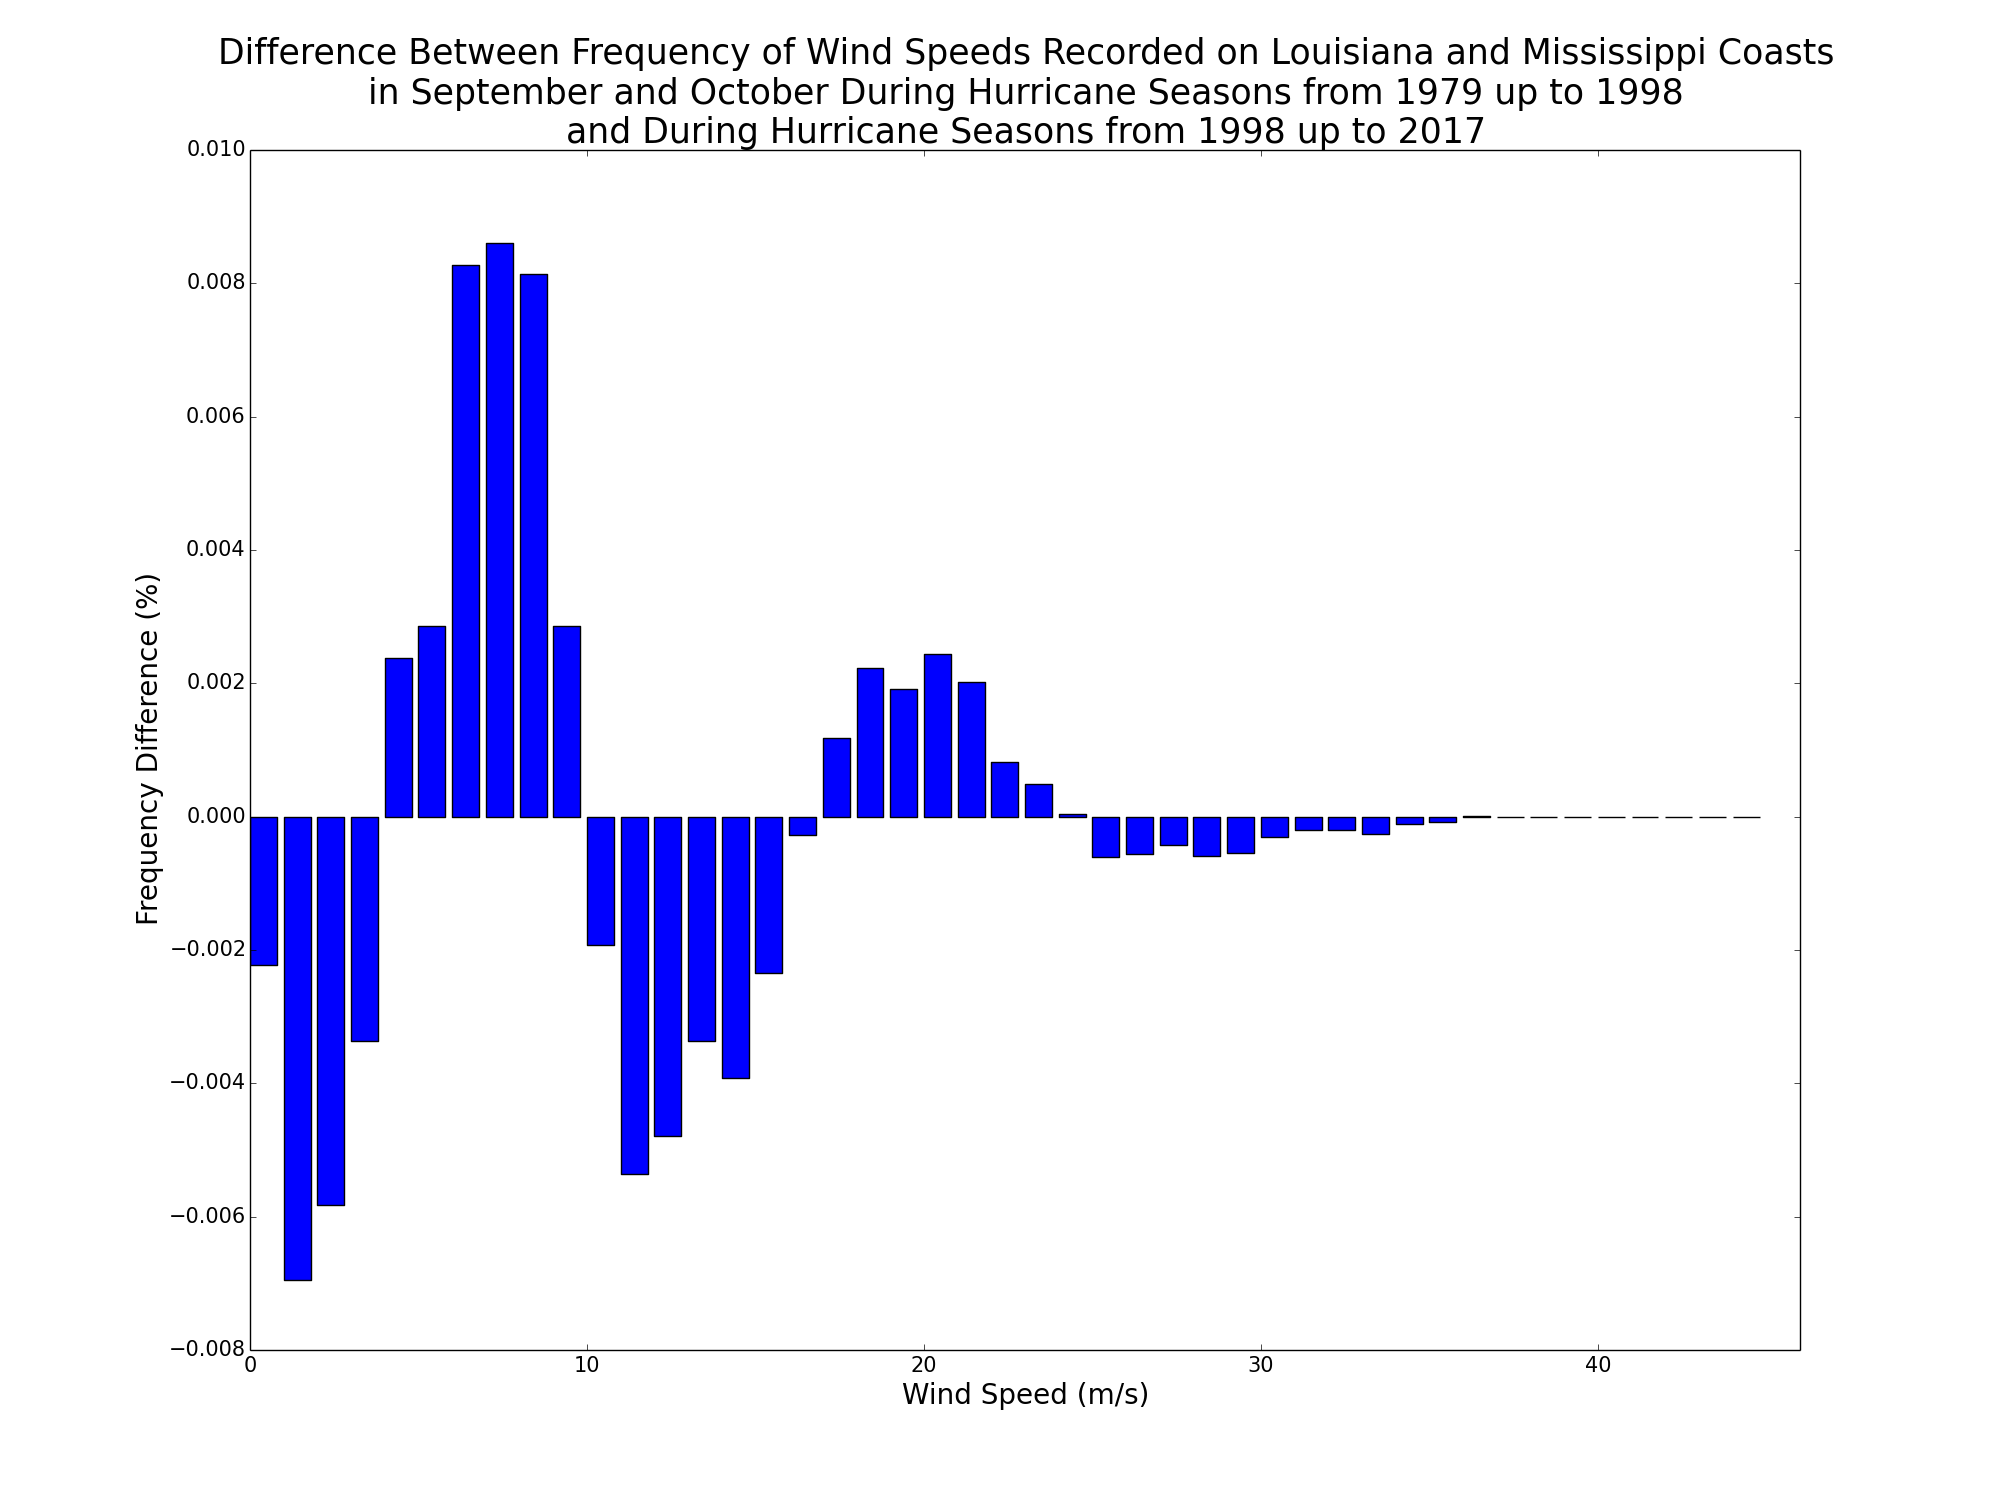 Difference Between Frequency of Wind Speeds Recorded on Louisiana and Mississippi Coasts
in September and October During Hurricane Seasons from 1979 up to 1998
and During Hurricane Seasons from 1998 up to 2017
0.010
0.008
0.006
0.004
0.002
0.000
−0.002
−0.004
−0.006
−0.008
Frequency Difference (%)
0 10 20 30 40
Wind Speed (m/s)